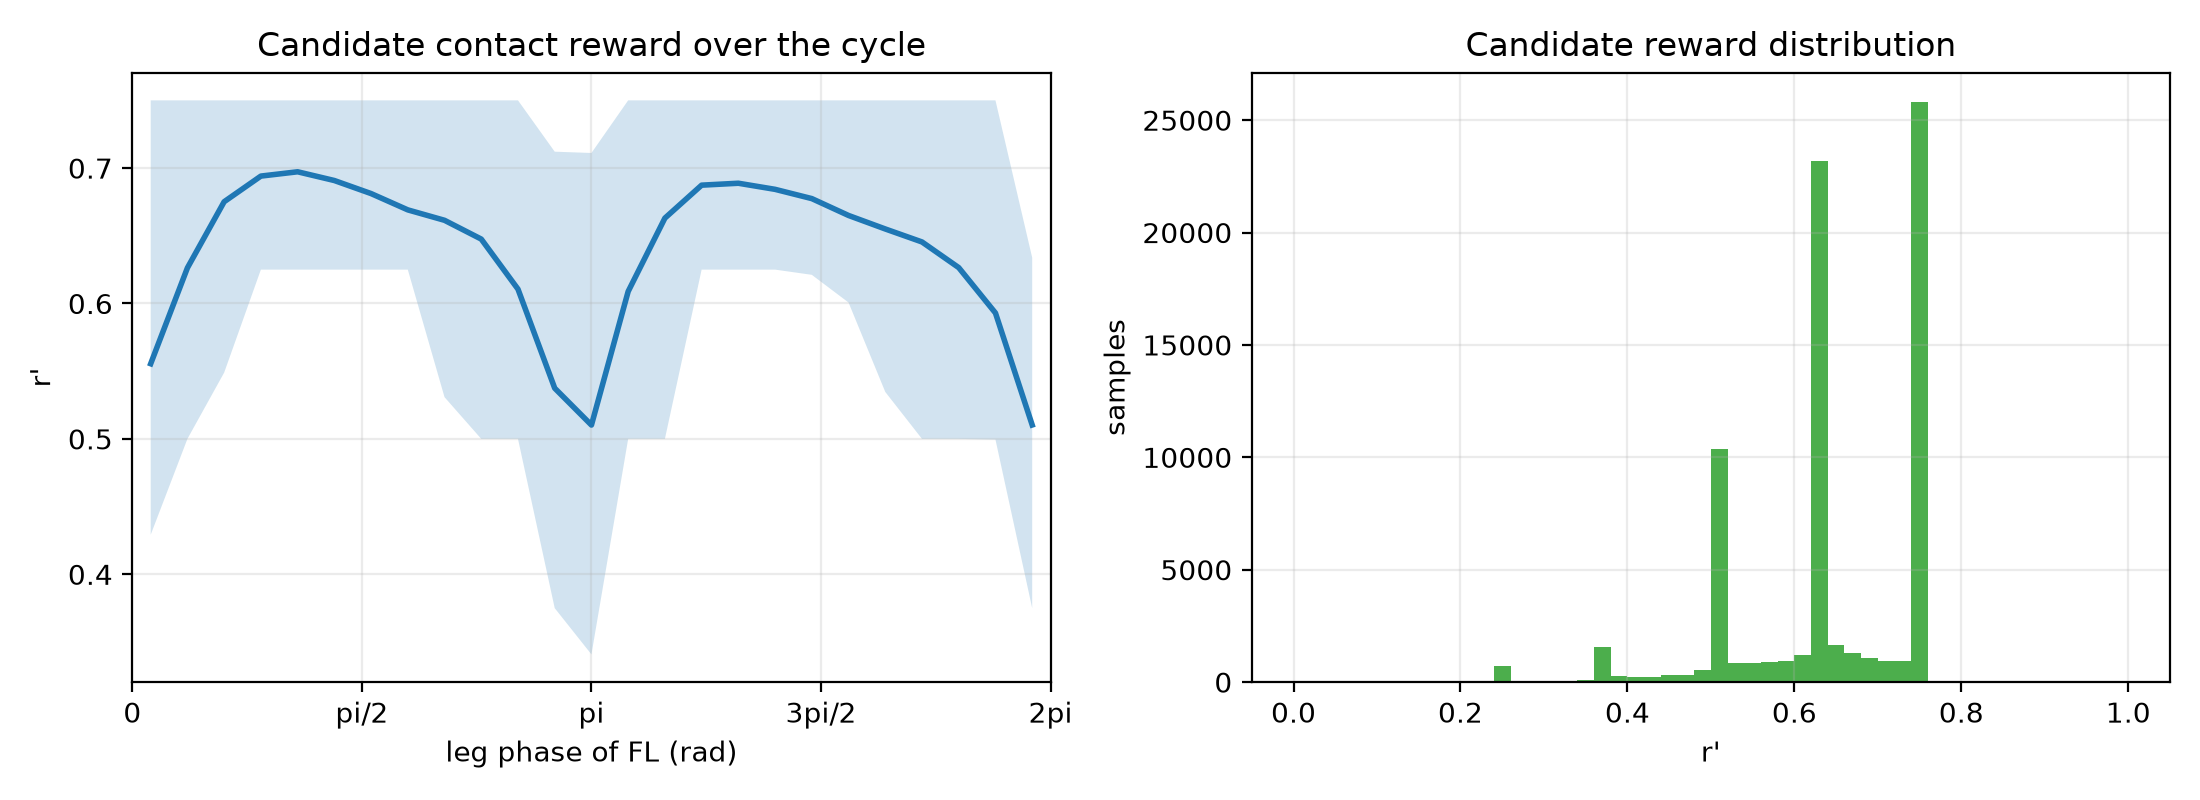 Candidate contact reward over the cycle
r'
0.7
0.6
0.5
0.4
0
pi/2
pi
3pi/2
2pi
leg phase of FL (rad)
Candidate reward distribution
samples
25000
20000
15000
10000
5000
0
0.0
0.2
0.4
0.6
0.8
1.0
r'